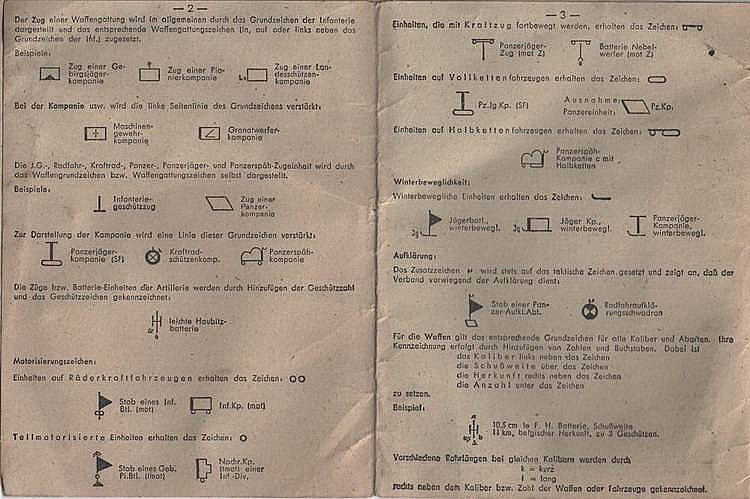 — 2 —
Der Zug einer Waffengattung wird in allgemeinen durch das Grundzeichen der Infanterie
dargestellt und das entsprechende Waffengattungszeichen (in, auf oder links neben das
Grundzeichen der Inf.) zugesetzt.
Beispiele:
Zug einer Ge-
birgsjäger-
kompanie
Zug einer Pio-
nierkompanie
Zug einer Lan-
desschützen-
kompanie
Bei der Kompanie usw. wird die linke Seitenlinie des Grundzeichens verstärkt:
Maschinen-
gewehr-
kompanie
Granatwerfer-
kompanie
Die J.G.-, Radfahr-, Kraftrad-, Panzer-, Panzerjäger- und Panzerspäh-Zugeinheit wird durch
das Waffengrundzeichen bzw. Waffengattungszeichen selbst dargestellt.
Beispiele:
Infanterie-
geschützzug
Zug einer
Panzer-
kompanie
Zur Darstellung der Kompanie wird eine Linie dieser Grundzeichen verstärkt:
Panzerjäger-
kompanie (SF)
Kraftrad-
schützenkomp.
Panzerspäh-
kompanie
Die Züge bzw. Batterie-Einheiten der Artillerie werden durch Hinzufügen der Geschützzahl
und das Geschützzeichen gekennzeichnet:
leichte Haubitz-
batterie
Motorisierungszeichen:
Einheiten auf Räderkraftfahrzeugen erhalten das Zeichen:
Stab eines Inf.
Btl. (mot)
Inf.Kp. (mot)
Teilmotorisierte Einheiten erhalten das Zeichen:
Stab eines Geb.
Pi.Btl. (tmot)
Nachr.Kp.
(tmot) einer
Inf.-Div.
— 3 —
Einheiten, die mit Kraftzug fortbewegt werden, erhalten das Zeichen:
Panzerjäger-
Zug (mot Z)
Batterie Nebel-
werfer (mot Z)
Einheiten auf Vollkettenfahrzeugen erhalten das Zeichen:
Pz.Jg.Kp. (SF)
Ausnahme:
Panzereinheit:
Pz.Kp.
Einheiten auf Halbkettenfahrzeugen erhalten das Zeichen:
Panzerspäh-
Kompanie c mit
Halbketten
Winterbeweglichkeit:
Winterbewegliche Einheiten erhalten das Zeichen:
Jg
Jägerbatl.,
winterbewegl.
Jg
Jäger Kp.,
winterbewegl.
Panzerjäger-
Kompanie,
winterbewegl.
Aufklärung:
Das Zusatzzeichen wird stets auf das taktische Zeichen gesetzt und zeigt an, daß der
Verband vorwiegend der Aufklärung dient:
Stab einer Pan-
zer-Aufkl.Abt.
Radfahraufklä-
rungsschwadron
Für die Waffen gilt das entsprechende Grundzeichen für alle Kaliber und Abarten. Ihre
Kennzeichnung erfolgt durch Hinzufügen von Zahlen und Buchstaben. Dabei ist
das Kaliber links neben das Zeichen
die Schußweite über das Zeichen
die Herkunft rechts neben das Zeichen
die Anzahl unter das Zeichen
zu setzen.
Beispiel:
10,5 cm le F. H. Batterie, Schußweite
11 km, belgischer Herkunft, zu 3 Geschützen.
Verschiedene Rohrlängen bei gleichen Kalibern werden durch
k = kurz
l = lang
rechts neben dem Kaliber bzw. Zahl der Waffen oder Fahrzeuge gekennzeichnet.